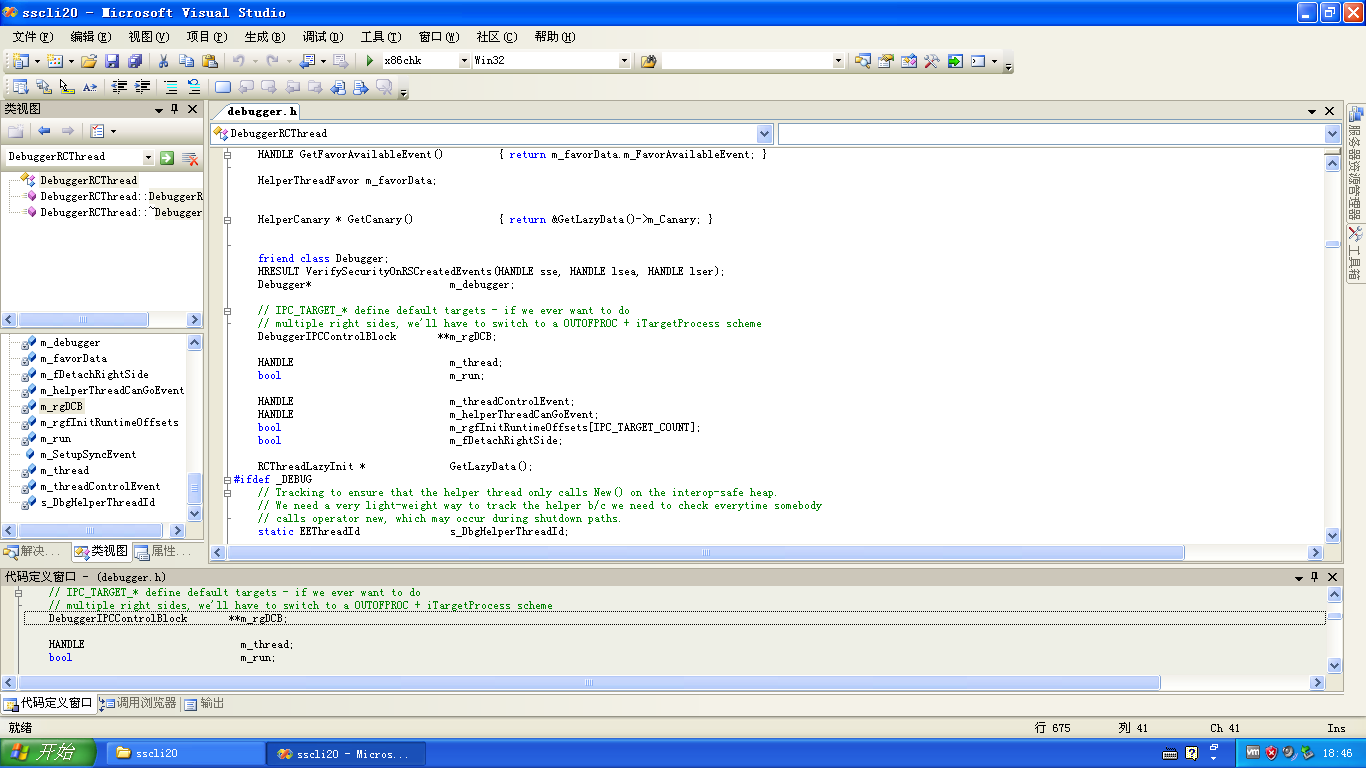 sscli20 - Microsoft Visual Studio
文件(F) 编辑(E) 视图(V) 项目(P) 生成(B) 调试(D) 工具(T) 窗口(W) 社区(C) 帮助(H)
x86chk Win32
类视图
debugger.h
DebuggerRCThread
DebuggerRCThread
DebuggerRCThread
DebuggerRCThread::DebuggerR
DebuggerRCThread::~Debugger
m_debugger
m_favorData
m_fDetachRightSide
m_helperThreadCanGoEvent
m_rgDCB
m_rgfInitRuntimeOffsets
m_run
m_SetupSyncEvent
m_thread
m_threadControlEvent
s_DbgHelperThreadId
解决... 类视图 属性...
HANDLE GetFavorAvailableEvent() { return m_favorData.m_FavorAvailableEvent; }
HelperThreadFavor m_favorData;
HelperCanary * GetCanary() { return &GetLazyData()->m_Canary; }
friend class Debugger;
HRESULT VerifySecurityOnRSCreatedEvents(HANDLE sse, HANDLE lsea, HANDLE lser);
Debugger* m_debugger;
// IPC_TARGET_* define default targets - if we ever want to do
// multiple right sides, we'll have to switch to a OUTOFPROC + iTargetProcess scheme
DebuggerIPCControlBlock **m_rgDCB;
HANDLE m_thread;
bool m_run;
HANDLE m_threadControlEvent;
HANDLE m_helperThreadCanGoEvent;
bool m_rgfInitRuntimeOffsets[IPC_TARGET_COUNT];
bool m_fDetachRightSide;
RCThreadLazyInit * GetLazyData();
#ifdef _DEBUG
// Tracking to ensure that the helper thread only calls New() on the interop-safe heap.
// We need a very light-weight way to track the helper b/c we need to check everytime somebody
// calls operator new, which may occur during shutdown paths.
static EEThreadId s_DbgHelperThreadId;
服务器资源管理器
工具箱
代码定义窗口 - (debugger.h)
// IPC_TARGET_* define default targets - if we ever want to do
// multiple right sides, we'll have to switch to a OUTOFPROC + iTargetProcess scheme
DebuggerIPCControlBlock **m_rgDCB;
HANDLE m_thread;
bool m_run;
代码定义窗口 调用浏览器 输出
就绪 行 675 列 41 Ch 41 Ins
开始 sscli20 sscli20 - Micros... 18:46